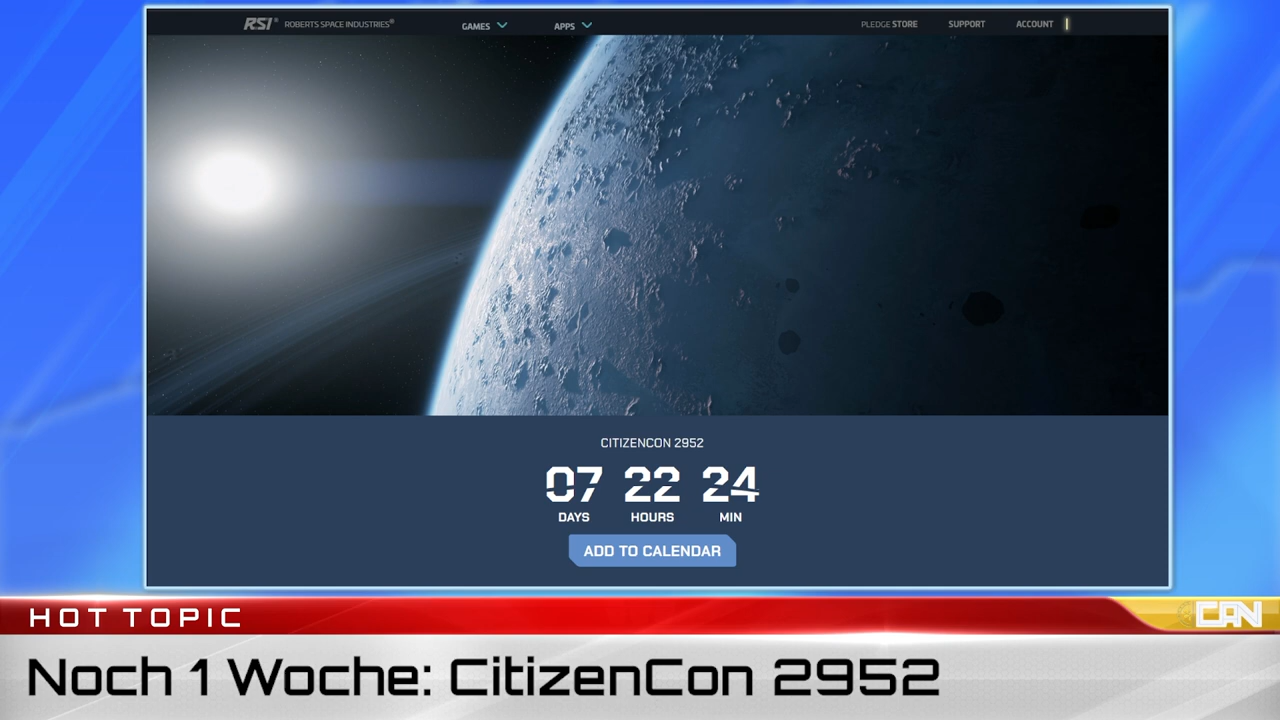 RSI® ROBERTS SPACE INDUSTRIES® GAMES APPS PLEDGE STORE SUPPORT ACCOUNT
CITIZENCON 2952
07 22 24
DAYS HOURS MIN
ADD TO CALENDAR
HOT TOPIC
CAN
Noch 1 Woche: CitizenCon 2952